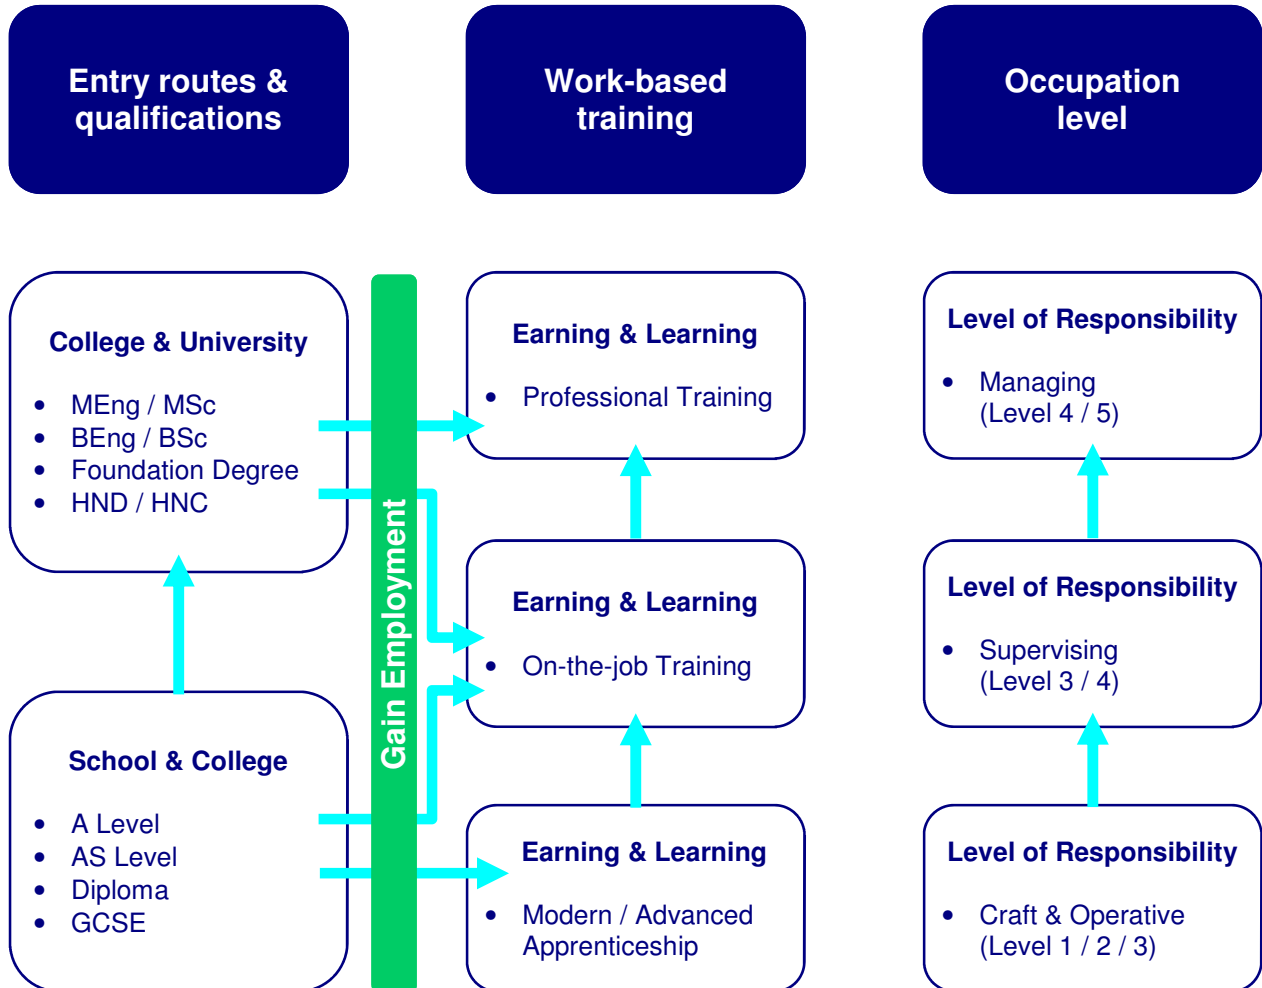 Entry routes &
qualifications
Work-based
training
Occupation
level
College & University
• MEng / MSc
• BEng / BSc
• Foundation Degree
• HND / HNC
School & College
• A Level
• AS Level
• Diploma
• GCSE
Gain Employment
Earning & Learning
• Professional Training
Earning & Learning
• On-the-job Training
Earning & Learning
• Modern / Advanced
Apprenticeship
Level of Responsibility
• Managing
(Level 4 / 5)
Level of Responsibility
• Supervising
(Level 3 / 4)
Level of Responsibility
• Craft & Operative
(Level 1 / 2 / 3)